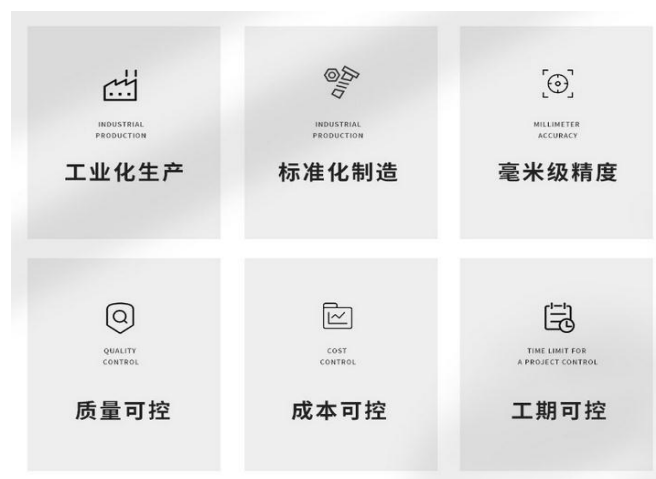 INDUSTRIAL
PRODUCTION
工业化生产
INDUSTRIAL
PRODUCTION
标准化制造
MILLIMETER
ACCURACY
毫米级精度
QUALITY
CONTROL
质量可控
COST
CONTROL
成本可控
TIME LIMIT FOR
A PROJECT CONTROL
工期可控